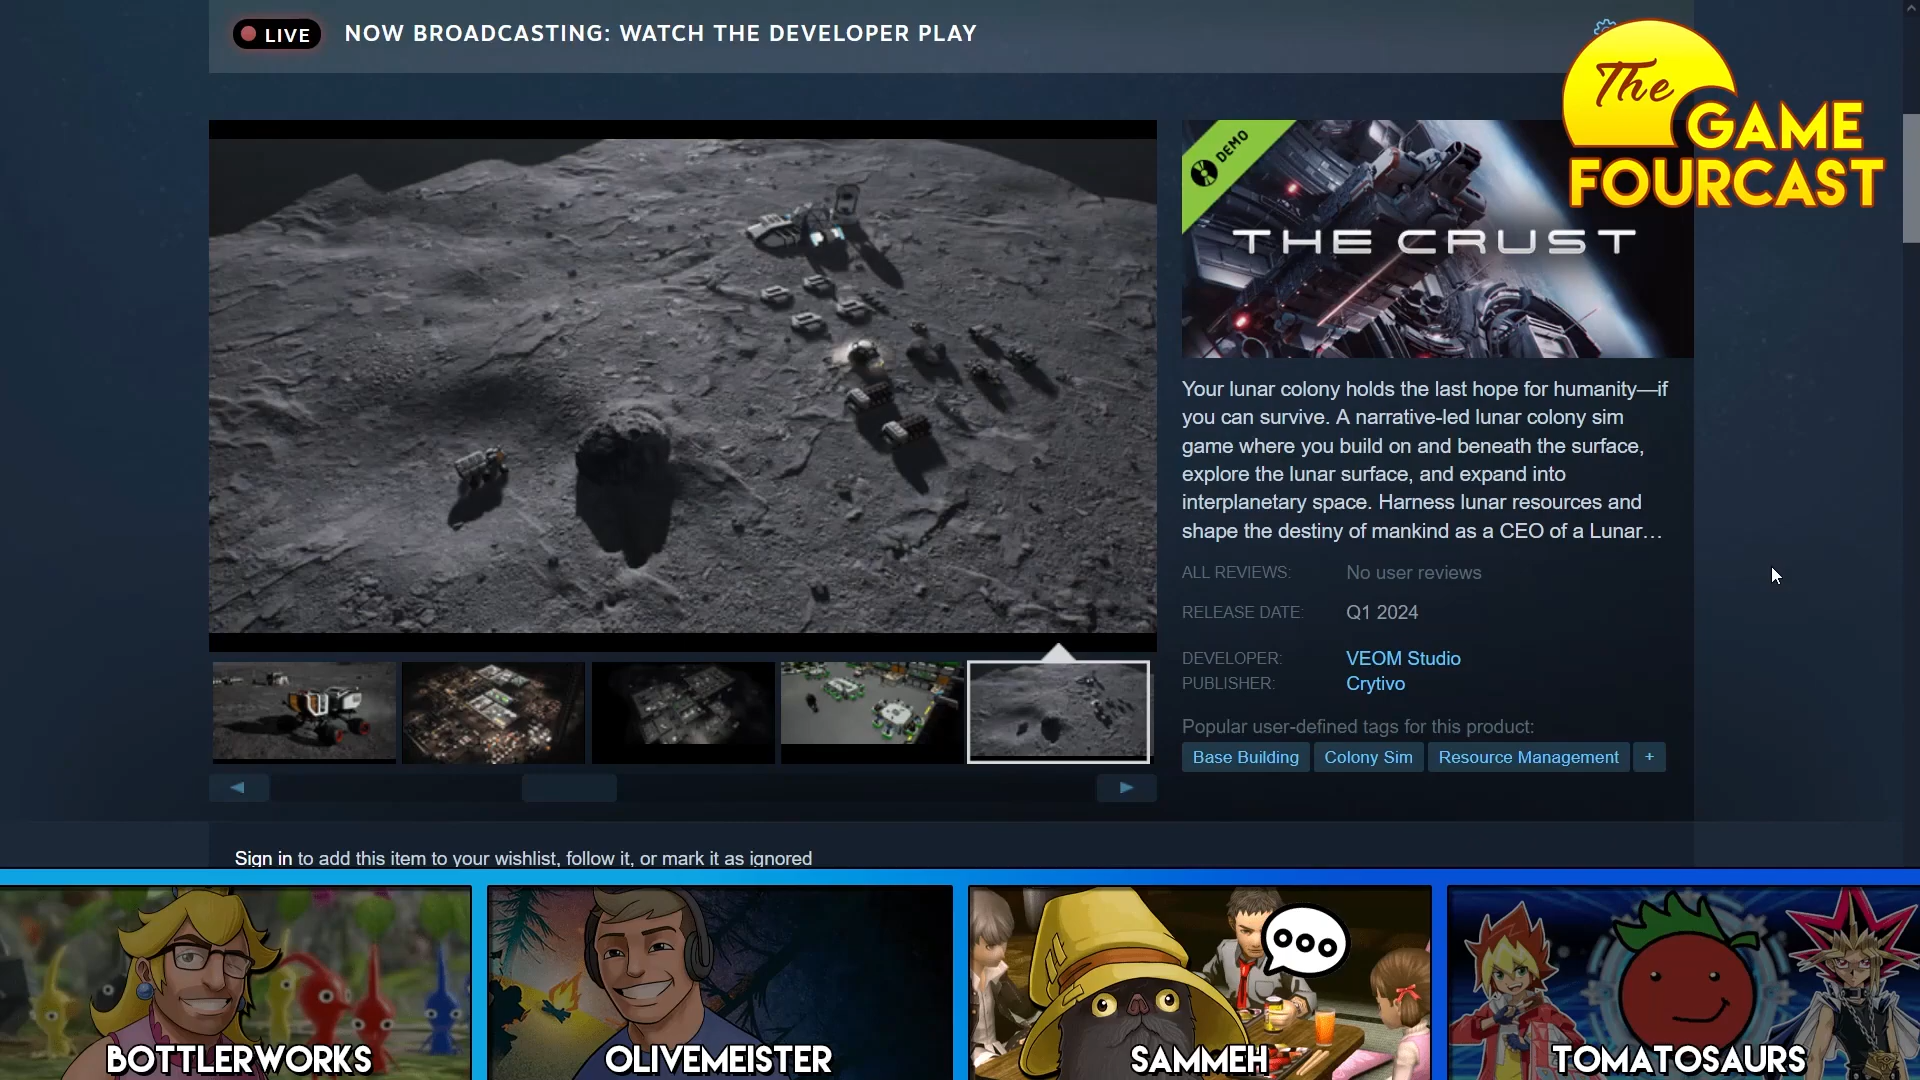 LIVE
NOW BROADCASTING: WATCH THE DEVELOPER PLAY
The
GAME
FOURCAST
DEMO
THE CRUST
Your lunar colony holds the last hope for humanity—if
you can survive. A narrative-led lunar colony sim
game where you build on and beneath the surface,
explore the lunar surface, and expand into
interplanetary space. Harness lunar resources and
shape the destiny of mankind as a CEO of a Lunar…
ALL REVIEWS: No user reviews
RELEASE DATE: Q1 2024
DEVELOPER: VEOM Studio
PUBLISHER: Crytivo
Popular user-defined tags for this product:
Base Building Colony Sim Resource Management +
Sign in to add this item to your wishlist, follow it, or mark it as ignored
BOTTLERWORKS
OLIVEMEISTER
SAMMEH
TOMATOSAURS